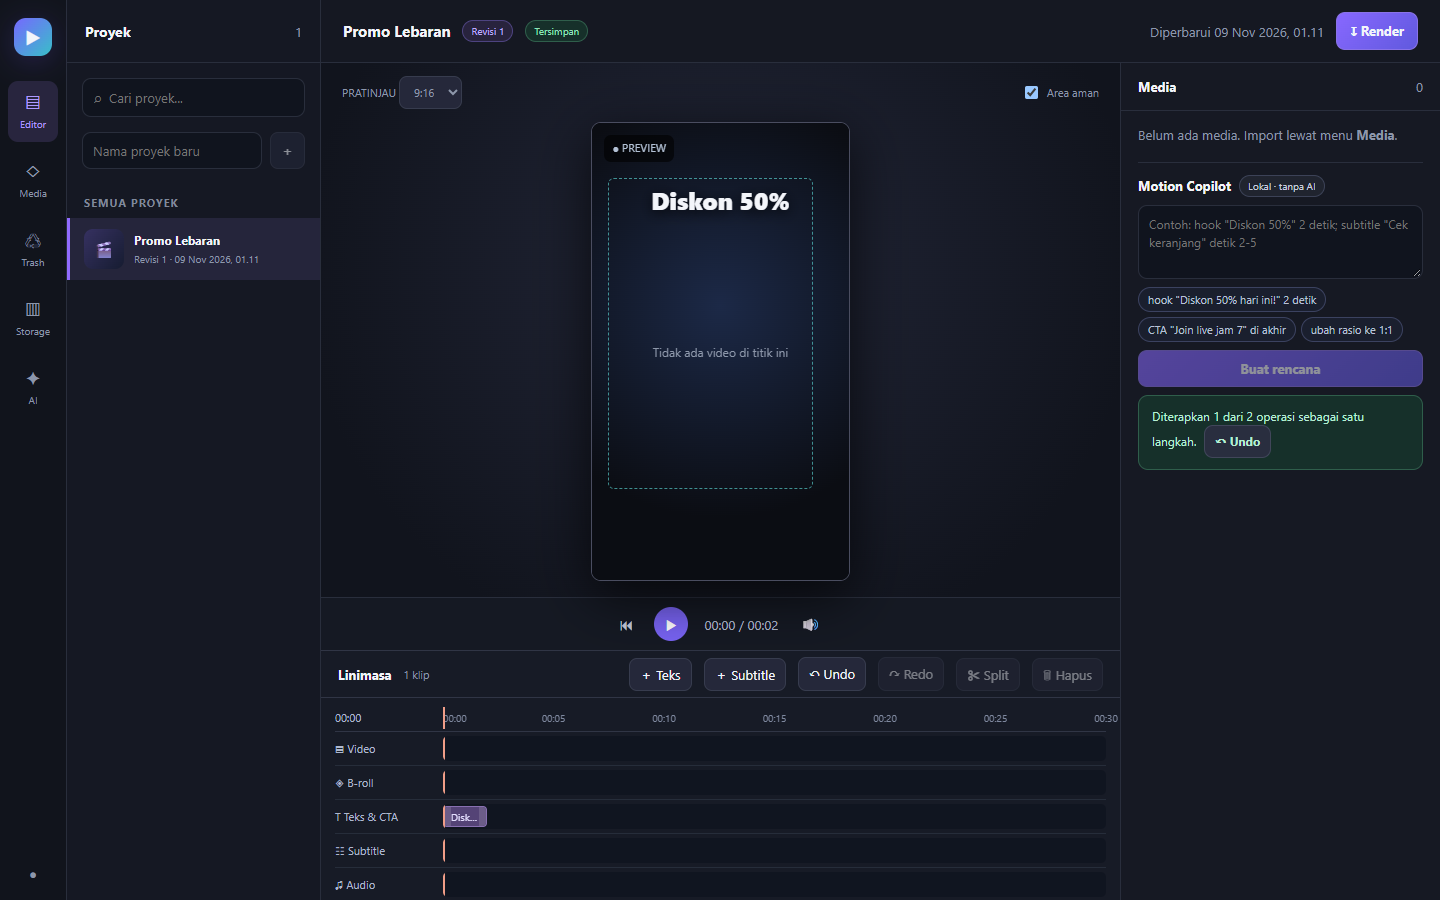 Editor
Media
Trash
Storage
AI
Proyek 1
Cari proyek...
Nama proyek baru
+
SEMUA PROYEK
Promo Lebaran
Revisi 1 · 09 Nov 2026, 01.11
Promo Lebaran Revisi 1 Tersimpan
Diperbarui 09 Nov 2026, 01.11
Render
PRATINJAU 9:16
Area aman
PREVIEW
Diskon 50%
Tidak ada video di titik ini
00:00 / 00:02
Linimasa 1 klip
+ Teks
+ Subtitle
Undo
Redo
Split
Hapus
00:00 00:00 00:05 00:10 00:15 00:20 00:25 00:30
Video
B-roll
T Teks & CTA
Disk...
Subtitle
Audio
Media 0
Belum ada media. Import lewat menu Media.
Motion Copilot Lokal · tanpa AI
Contoh: hook "Diskon 50%" 2 detik; subtitle "Cek
keranjang" detik 2-5
hook "Diskon 50% hari ini!" 2 detik
CTA "Join live jam 7" di akhir
ubah rasio ke 1:1
Buat rencana
Diterapkan 1 dari 2 operasi sebagai satu
langkah. Undo